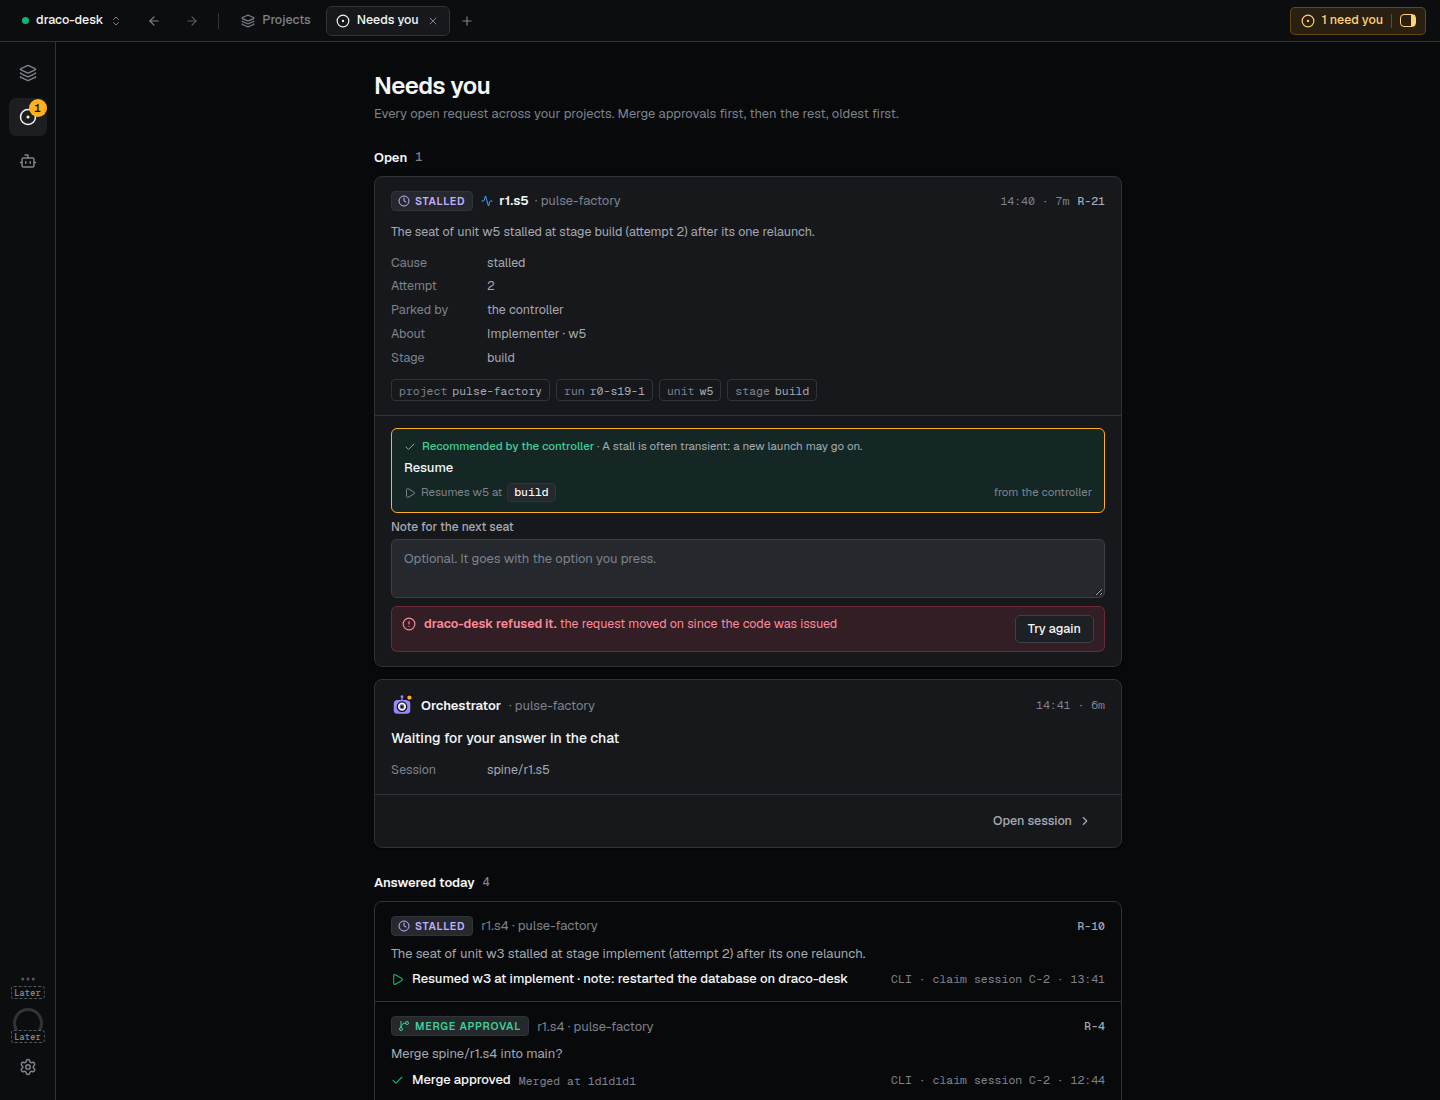 draco-desk
Projects
Needs you
1 need you
1
Needs you
Every open request across your projects. Merge approvals first, then the rest, oldest first.
Open 1
STALLED r1.s5 · pulse-factory 14:40 · 7m R-21
The seat of unit w5 stalled at stage build (attempt 2) after its one relaunch.
Cause stalled
Attempt 2
Parked by the controller
About Implementer · w5
Stage build
project pulse-factory run r0-s19-1 unit w5 stage build
Recommended by the controller · A stall is often transient: a new launch may go on.
Resume
Resumes w5 at build from the controller
Note for the next seat
Optional. It goes with the option you press.
draco-desk refused it. the request moved on since the code was issued Try again
Orchestrator · pulse-factory 14:41 · 6m
Waiting for your answer in the chat
Session spine/r1.s5
Open session
Answered today 4
STALLED r1.s4 · pulse-factory R-10
The seat of unit w3 stalled at stage implement (attempt 2) after its one relaunch.
Resumed w3 at implement · note: restarted the database on draco-desk CLI · claim session C-2 · 13:41
MERGE APPROVAL r1.s4 · pulse-factory R-4
Merge spine/r1.s4 into main?
Merge approved Merged at 1d1d1d1 CLI · claim session C-2 · 12:44
Later
Later